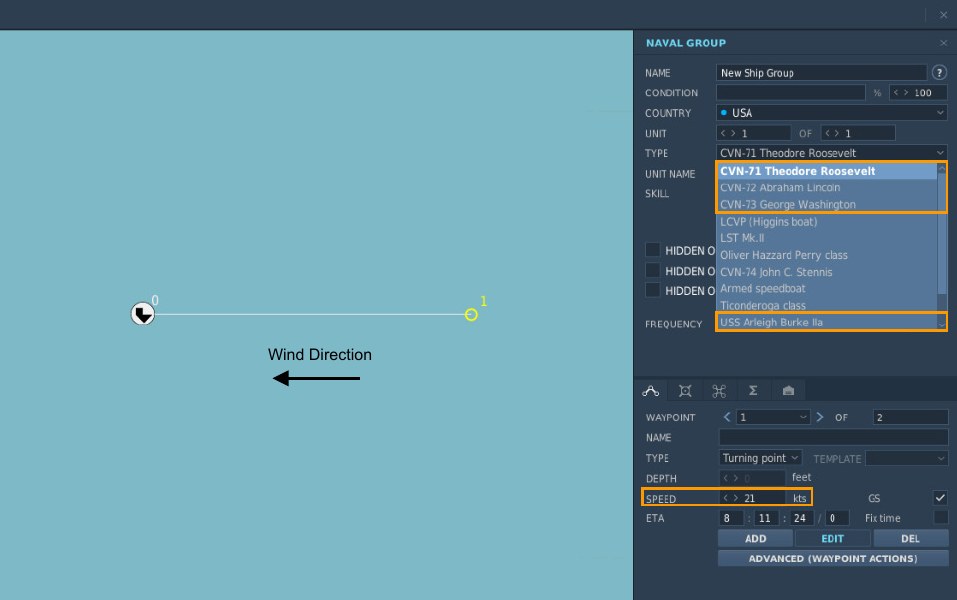 NAVAL GROUP
NAME New Ship Group ?
CONDITION % < > 100
COUNTRY USA
UNIT < > 1 OF < > 1
TYPE CVN-71 Theodore Roosevelt
UNIT NAME CVN-71 Theodore Roosevelt
CVN-72 Abraham Lincoln
SKILL CVN-73 George Washington
LCVP (Higgins boat)
LST Mk.II
HIDDEN O Oliver Hazzard Perry class
HIDDEN O CVN-74 John C. Stennis
HIDDEN O Armed speedboat
Ticonderoga class
FREQUENCY USS Arleigh Burke IIa
0 1
Wind Direction
WAYPOINT < 1 > OF 2
NAME
TYPE Turning point TEMPLATE
DEPTH < > 0 feet
SPEED < > 21 kts GS
ETA 8 : 11 : 24 / 0 Fix time
ADD EDIT DEL
ADVANCED (WAYPOINT ACTIONS)